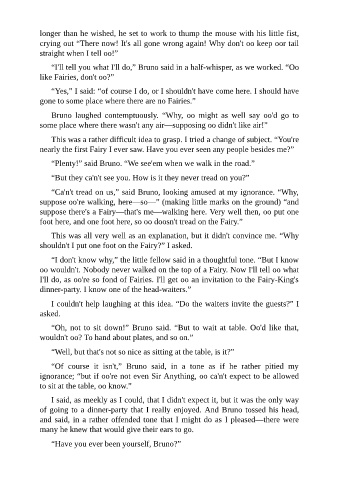 longer than he wished, he set to work to thump the mouse with his little fist,
crying out “There now! It's all gone wrong again! Why don't oo keep oor tail
straight when I tell oo!”
“I'll tell you what I'll do,” Bruno said in a half-whisper, as we worked. “Oo
like Fairies, don't oo?”
“Yes,” I said: “of course I do, or I shouldn't have come here. I should have
gone to some place where there are no Fairies.”
Bruno laughed contemptuously. “Why, oo might as well say oo'd go to
some place where there wasn't any air—supposing oo didn't like air!”
This was a rather difficult idea to grasp. I tried a change of subject. “You're
nearly the first Fairy I ever saw. Have you ever seen any people besides me?”
“Plenty!” said Bruno. “We see'em when we walk in the road.”
“But they ca'n't see you. How is it they never tread on you?”
“Ca'n't tread on us,” said Bruno, looking amused at my ignorance. “Why,
suppose oo're walking, here—so—” (making little marks on the ground) “and
suppose there's a Fairy—that's me—walking here. Very well then, oo put one
foot here, and one foot here, so oo doosn't tread on the Fairy.”
This was all very well as an explanation, but it didn't convince me. “Why
shouldn't I put one foot on the Fairy?” I asked.
“I don't know why,” the little fellow said in a thoughtful tone. “But I know
oo wouldn't. Nobody never walked on the top of a Fairy. Now I'll tell oo what
I'll do, as oo're so fond of Fairies. I'll get oo an invitation to the Fairy-King's
dinner-party. I know one of the head-waiters.”
I couldn't help laughing at this idea. “Do the waiters invite the guests?” I
asked.
“Oh, not to sit down!” Bruno said. “But to wait at table. Oo'd like that,
wouldn't oo? To hand about plates, and so on.”
“Well, but that's not so nice as sitting at the table, is it?”
“Of course it isn't,” Bruno said, in a tone as if he rather pitied my
ignorance; “but if oo're not even Sir Anything, oo ca'n't expect to be allowed
to sit at the table, oo know.”
I said, as meekly as I could, that I didn't expect it, but it was the only way
of going to a dinner-party that I really enjoyed. And Bruno tossed his head,
and said, in a rather offended tone that I might do as I pleased—there were
many he knew that would give their ears to go.
“Have you ever been yourself, Bruno?”